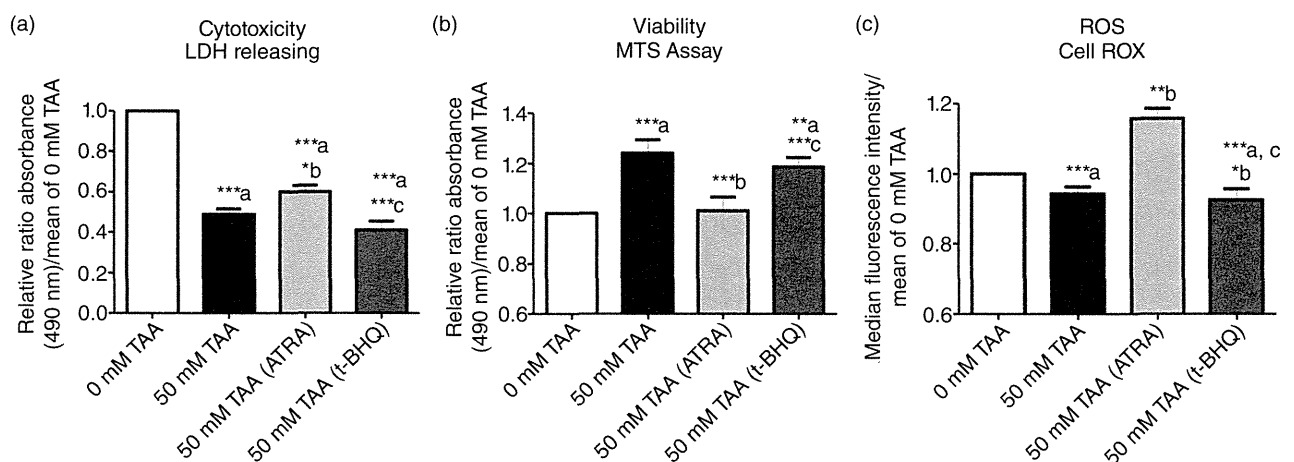 (a)
Cytotoxicity
LDH releasing
Relative ratio absorbance
(490 nm)/mean of 0 mM TAA
1.0
0.8
0.6
0.4
0.2
0.0
***a
***a
*b
***a
***c
0 mM TAA
50 mM TAA
50 mM TAA (ATRA)
50 mM TAA (t-BHQ)
(b)
Viability
MTS Assay
Relative ratio absorbance
(490 nm)/mean of 0 mM TAA
1.4
1.2
1.0
0.8
0.6
***a
***b
**a
***c
0 mM TAA
50 mM TAA
50 mM TAA (ATRA)
50 mM TAA (t-BHQ)
(c)
ROS
Cell ROX
Median fluorescence intensity/
mean of 0 mM TAA
1.2
1.0
0.8
0.6
***a
**b
***a, c
*b
0 mM TAA
50 mM TAA
50 mM TAA (ATRA)
50 mM TAA (t-BHQ)